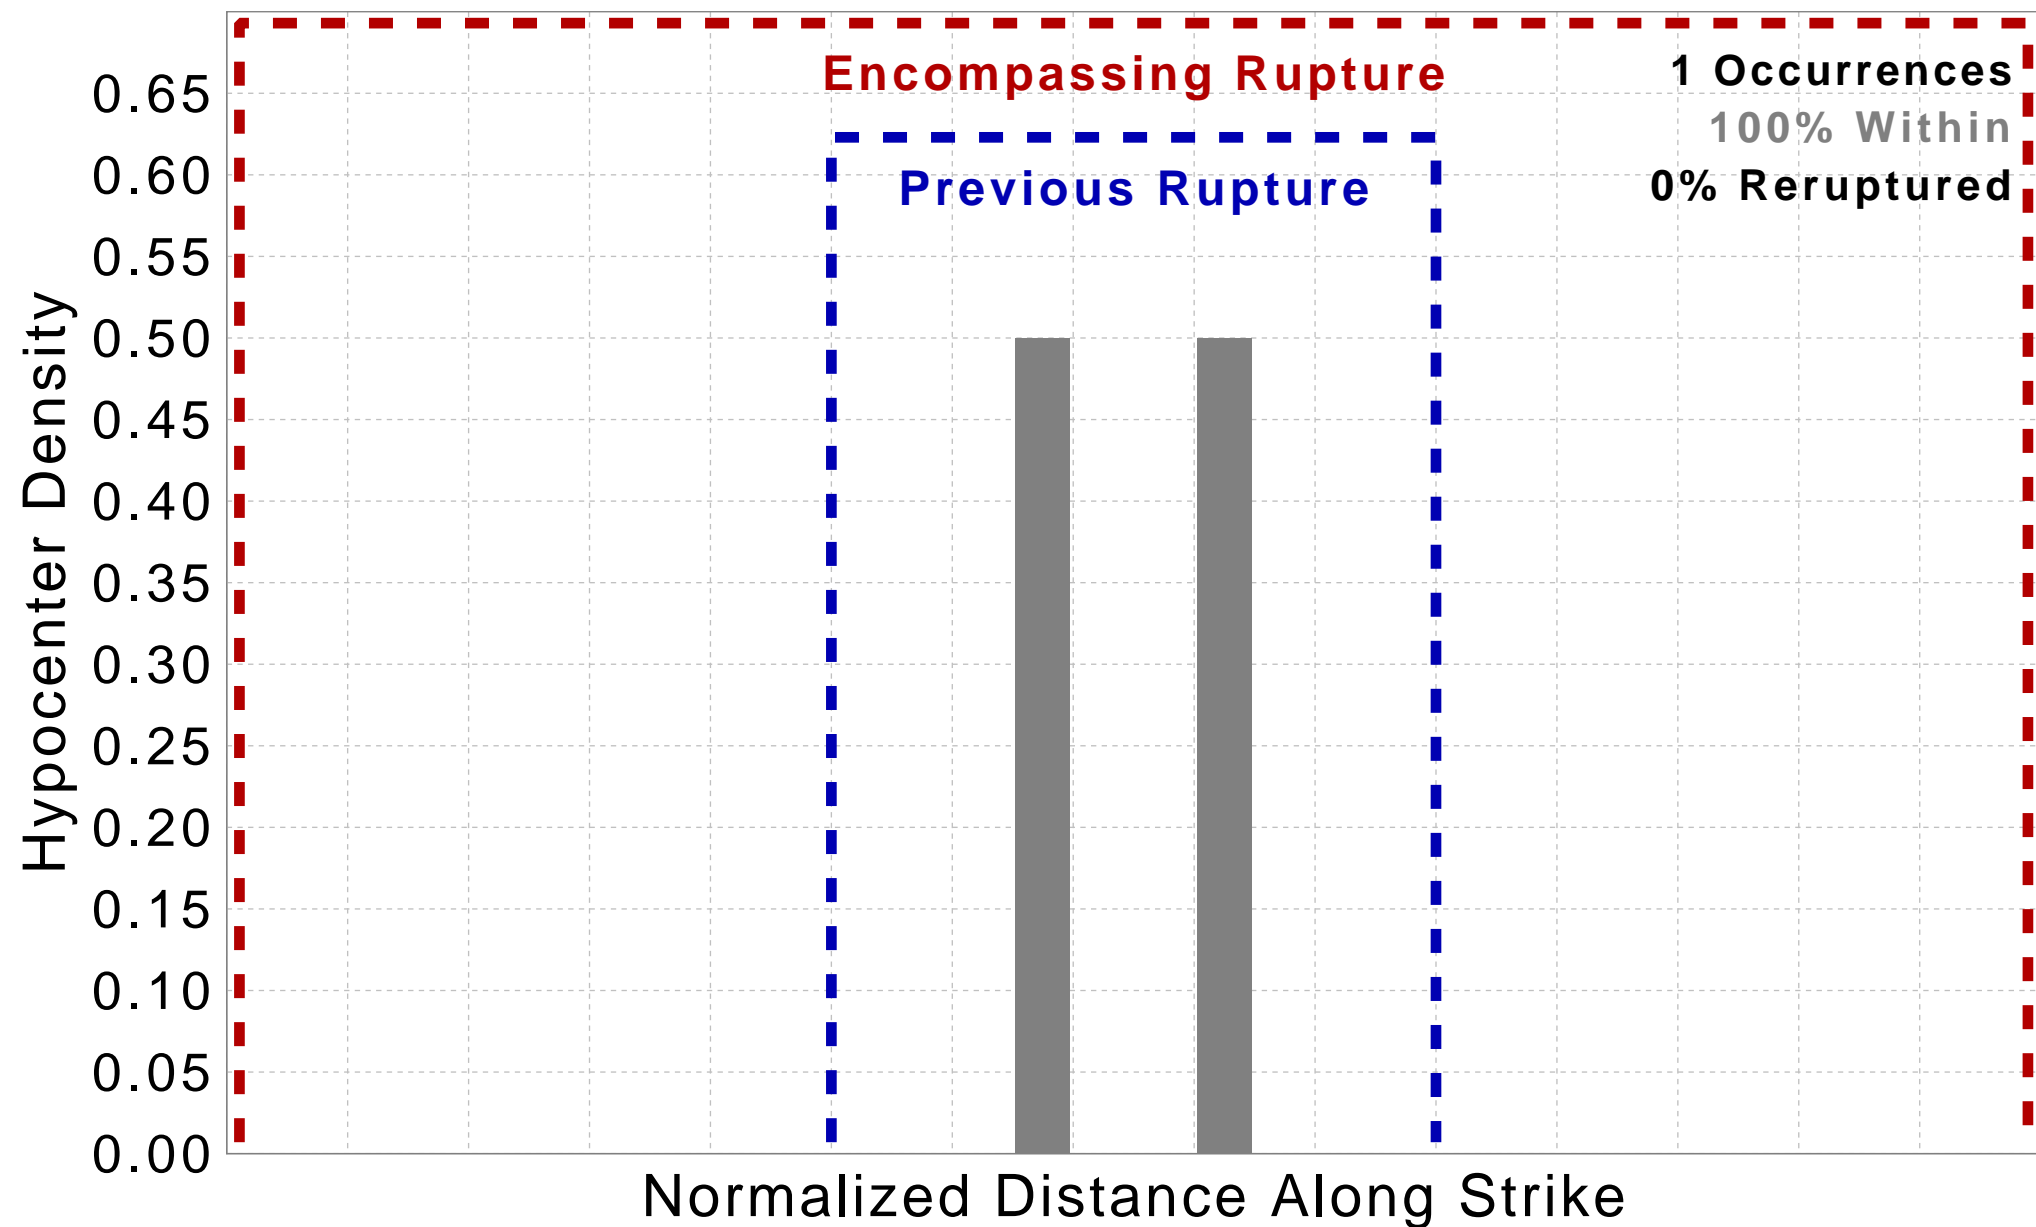 Encompassing Rupture
1 Occurrences
100% Within
0% Reruptured
Previous Rupture
Hypocenter Density
0.65
0.60
0.55
0.50
0.45
0.40
0.35
0.30
0.25
0.20
0.15
0.10
0.05
0.00
Normalized Distance Along Strike